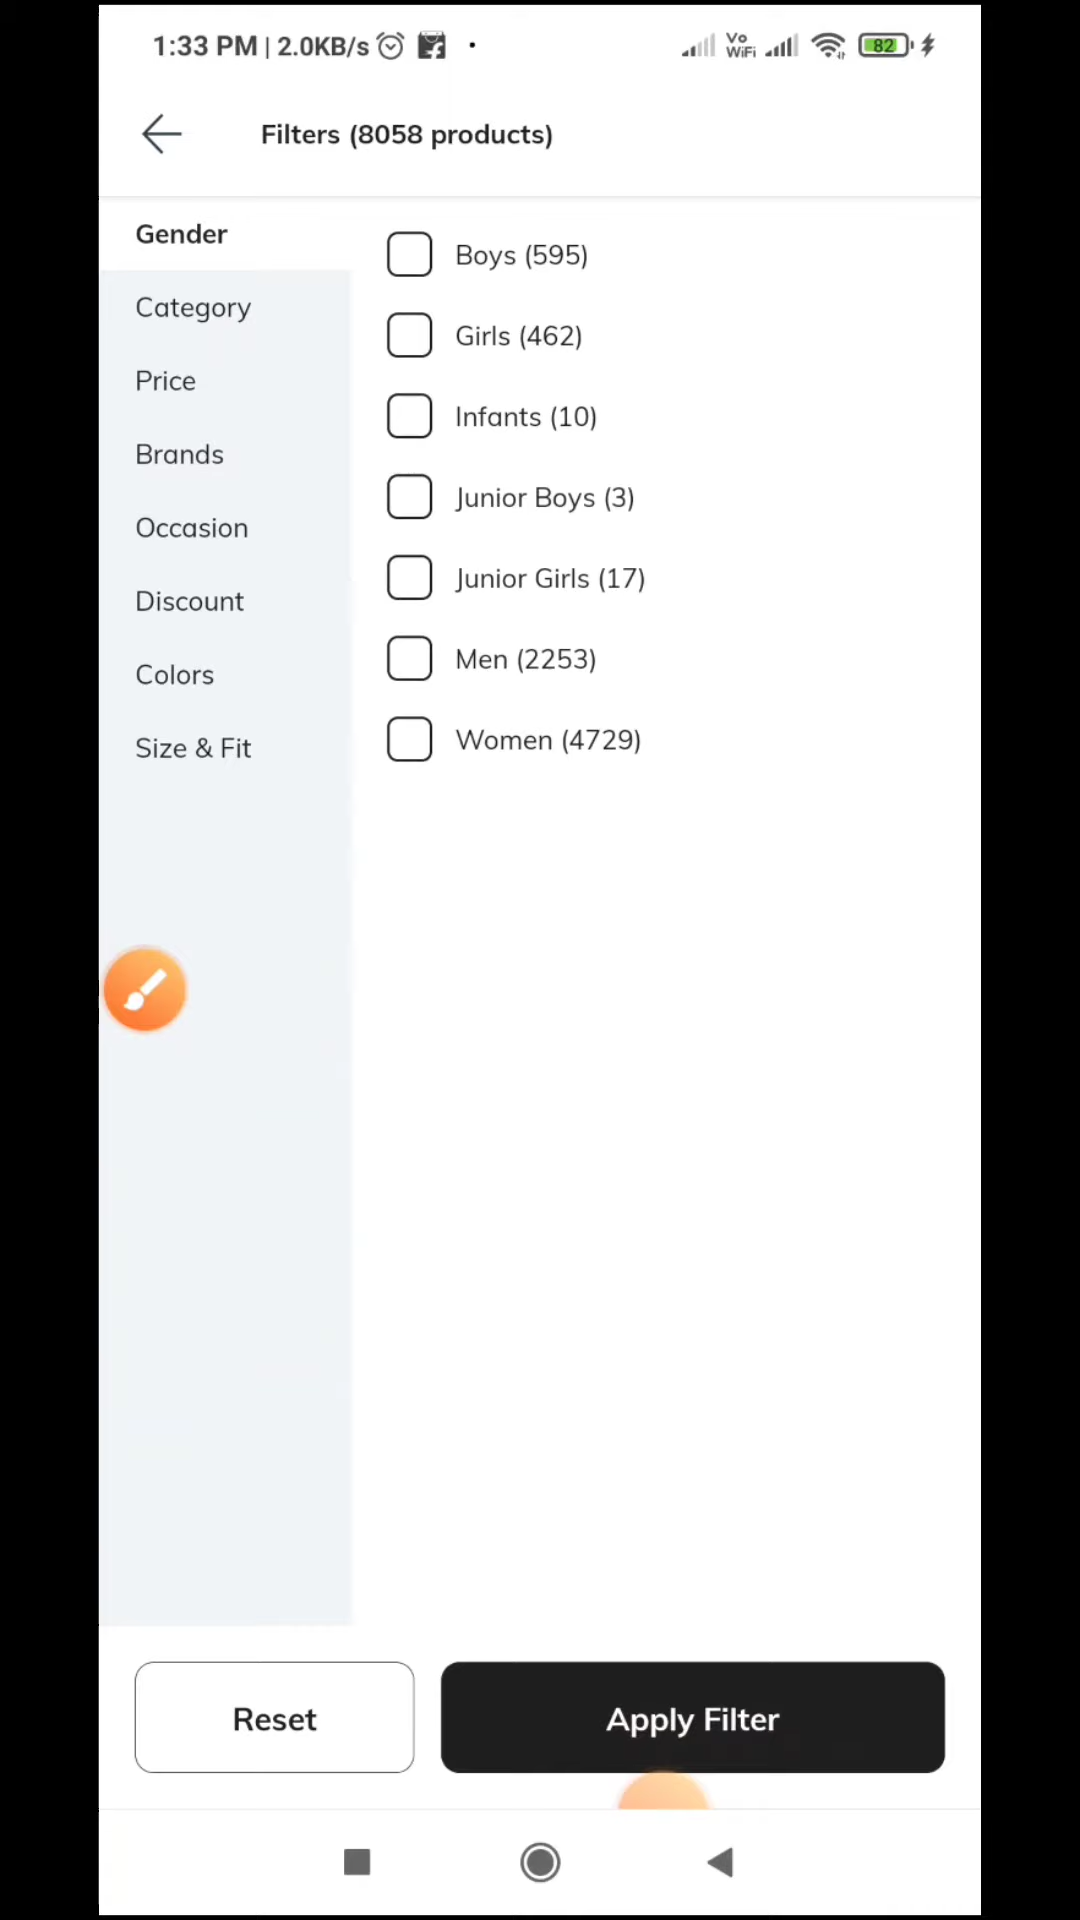 1:33 PM | 2.0KB/s Vo WiFi 82
Filters (8058 products)
Gender
Category
Price
Brands
Occasion
Discount
Colors
Size & Fit
Boys (595)
Girls (462)
Infants (10)
Junior Boys (3)
Junior Girls (17)
Men (2253)
Women (4729)
Reset
Apply Filter